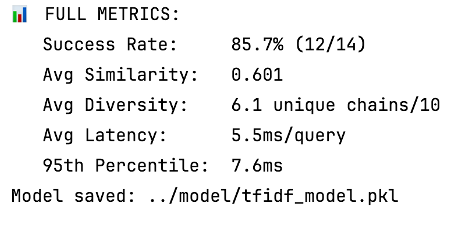 📊 FULL METRICS:
Success Rate: 85.7% (12/14)
Avg Similarity: 0.601
Avg Diversity: 6.1 unique chains/10
Avg Latency: 5.5ms/query
95th Percentile: 7.6ms
Model saved: ../model/tfidf_model.pkl